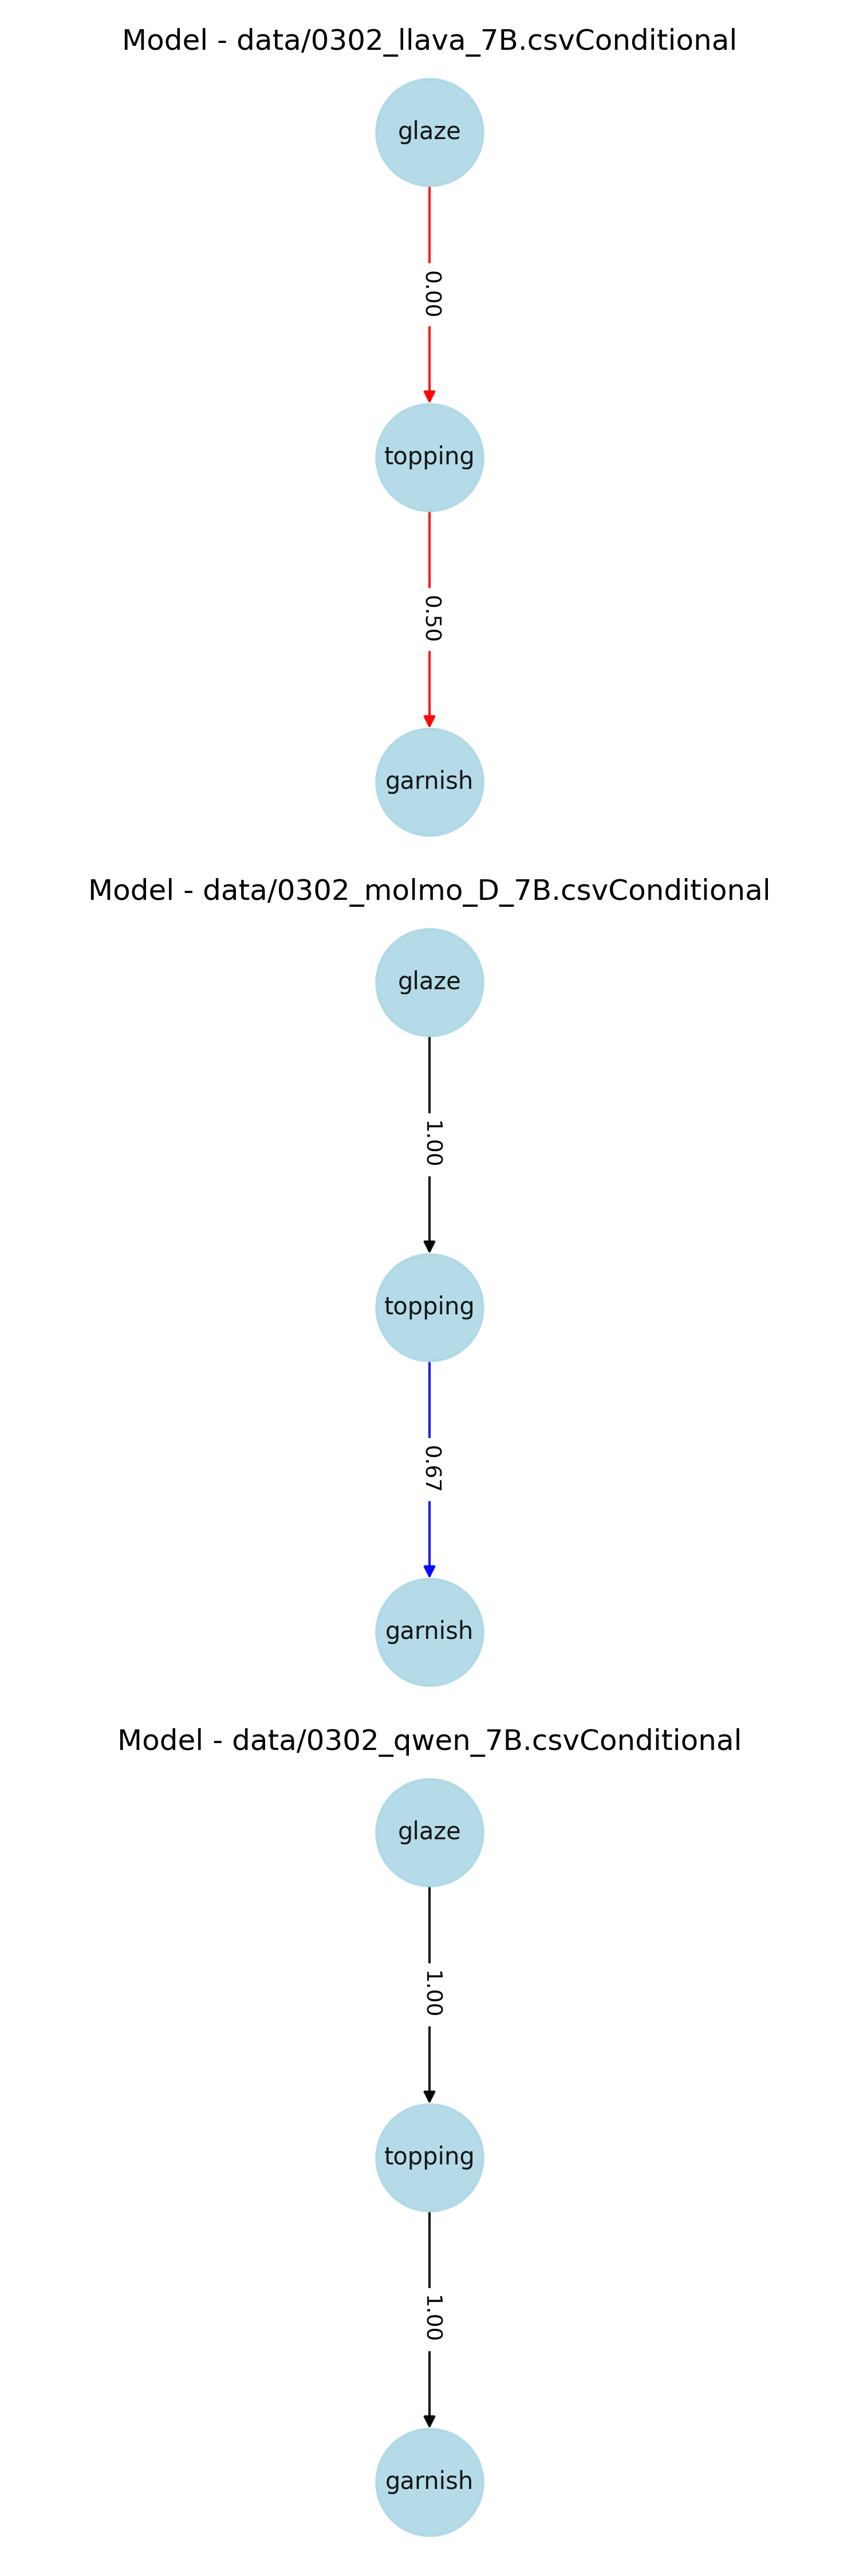 Model - data/0302_llava_7B.csvConditional
glaze
0.00
topping
0.50
garnish
Model - data/0302_molmo_D_7B.csvConditional
glaze
1.00
topping
0.67
garnish
Model - data/0302_qwen_7B.csvConditional
glaze
1.00
topping
1.00
garnish